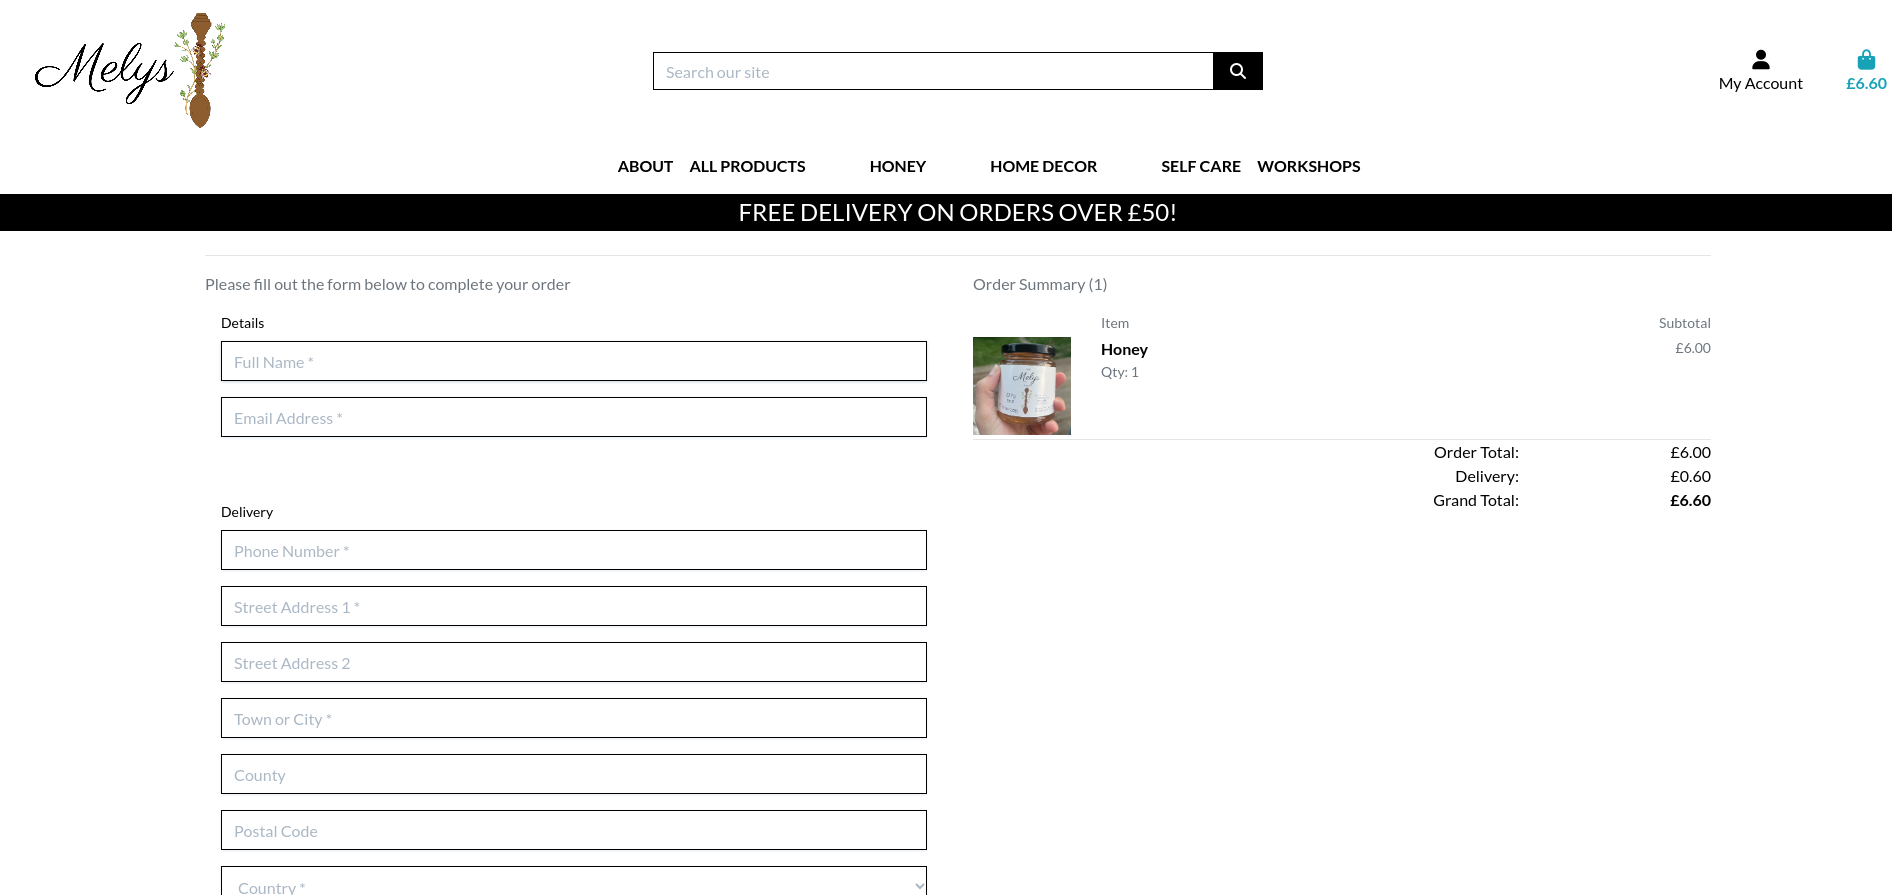 Melys
Search our site
My Account
£6.60
ABOUT ALL PRODUCTS HONEY HOME DECOR SELF CARE WORKSHOPS
FREE DELIVERY ON ORDERS OVER £50!
Please fill out the form below to complete your order
Details
Full Name *
Email Address *
Delivery
Phone Number *
Street Address 1 *
Street Address 2
Town or City *
County
Postal Code
Country *
Order Summary (1)
Item Subtotal
Melys
Honey £6.00
Qty: 1
Order Total: £6.00
Delivery: £0.60
Grand Total: £6.60